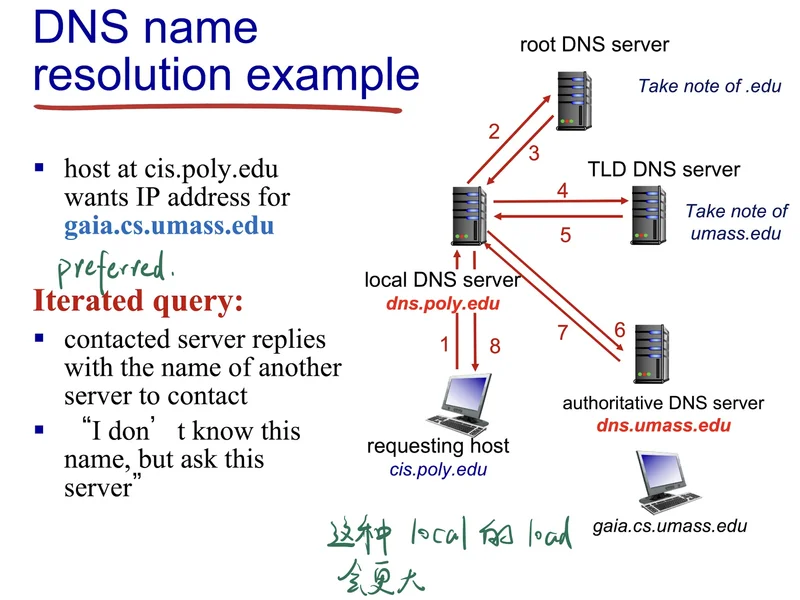 DNS name
resolution example
▪ host at cis.poly.edu
wants IP address for
gaia.cs.umass.edu
preferred.
Iterated query:
▪ contacted server replies
with the name of another
server to contact
▪ “I don’t know this
name, but ask this
server”
root DNS server
Take note of .edu
2
3
TLD DNS server
4
Take note of
umass.edu
5
local DNS server
dns.poly.edu
1
8
7
6
authoritative DNS server
dns.umass.edu
requesting host
cis.poly.edu
gaia.cs.umass.edu
这种 local 的 load
会更大